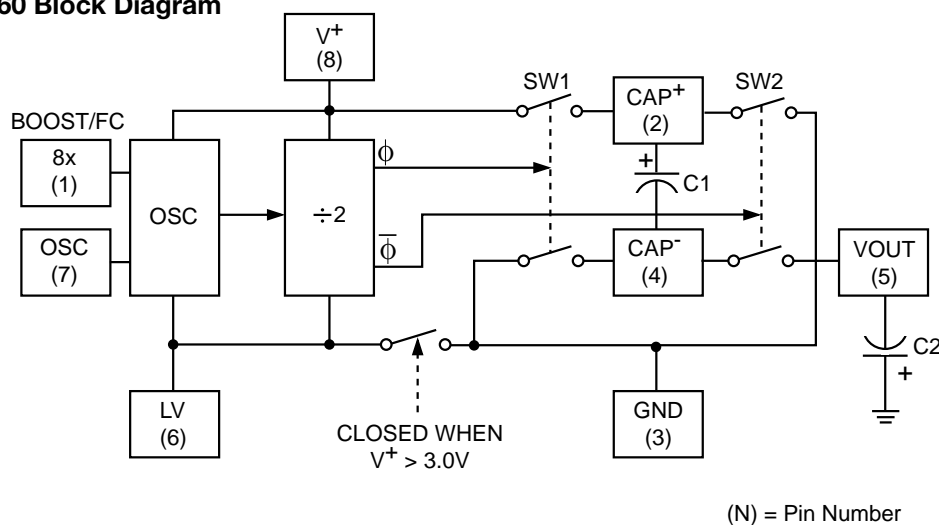 60 Block Diagram
V+
(8)
SW1
SW2
BOOST/FC
8x
(1)
OSC
(7)
OSC
÷2
ϕ
ϕ̅
CAP+
(2)
+
C1
CAP-
(4)
VOUT
(5)
C2
+
LV
(6)
CLOSED WHEN
V+ > 3.0V
GND
(3)
(N) = Pin Number